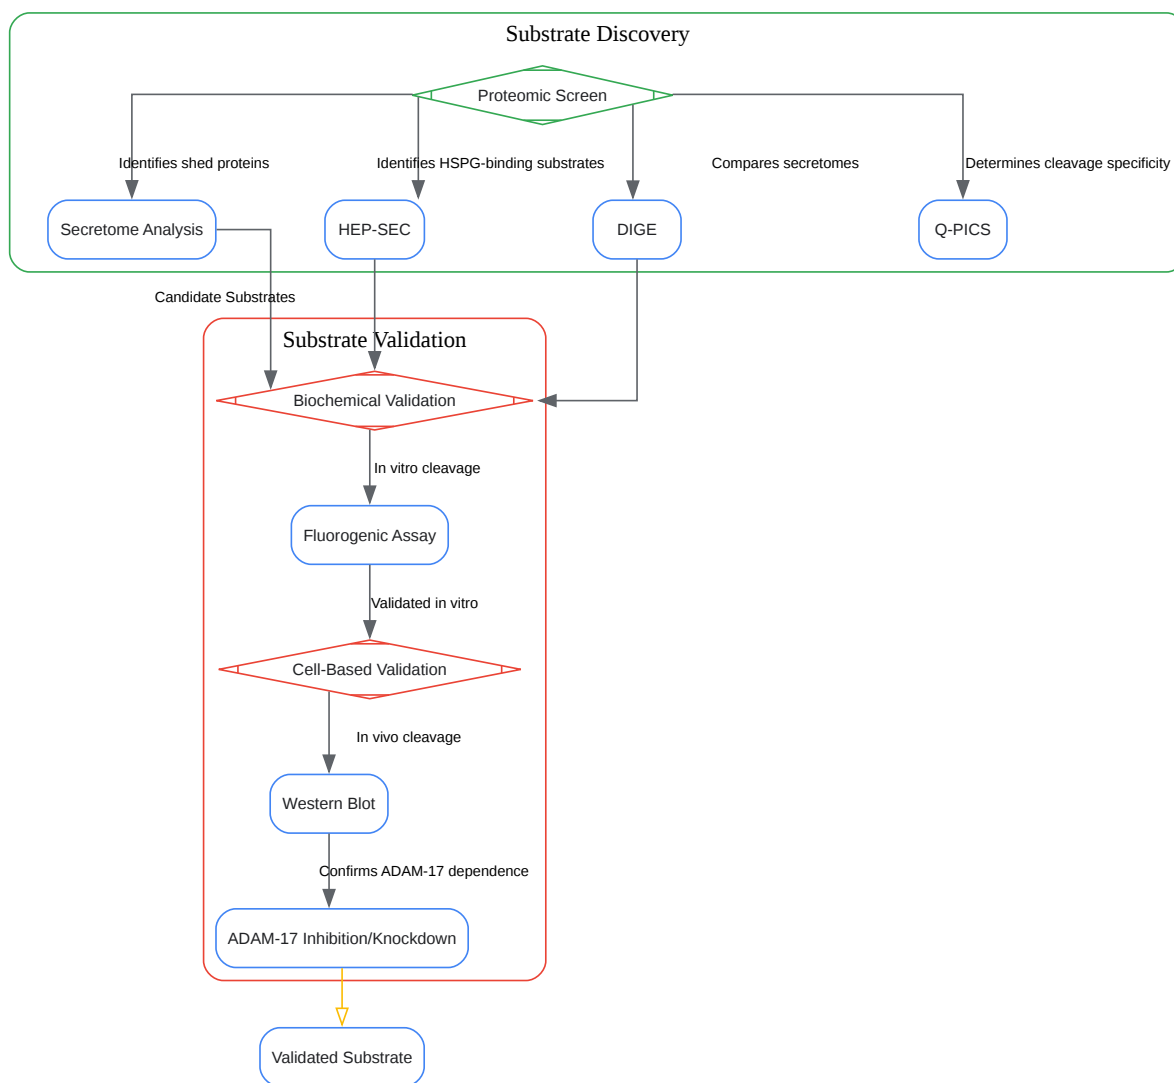 Substrate Discovery
Proteomic Screen
Identifies shed proteins
Identifies HSPG-binding substrates
Compares secretomes
Determines cleavage specificity
Secretome Analysis
HEP-SEC
DIGE
Q-PICS
Candidate Substrates
Substrate Validation
Biochemical Validation
In vitro cleavage
Fluorogenic Assay
Validated in vitro
Cell-Based Validation
In vivo cleavage
Western Blot
Confirms ADAM-17 dependence
ADAM-17 Inhibition/Knockdown
Validated Substrate